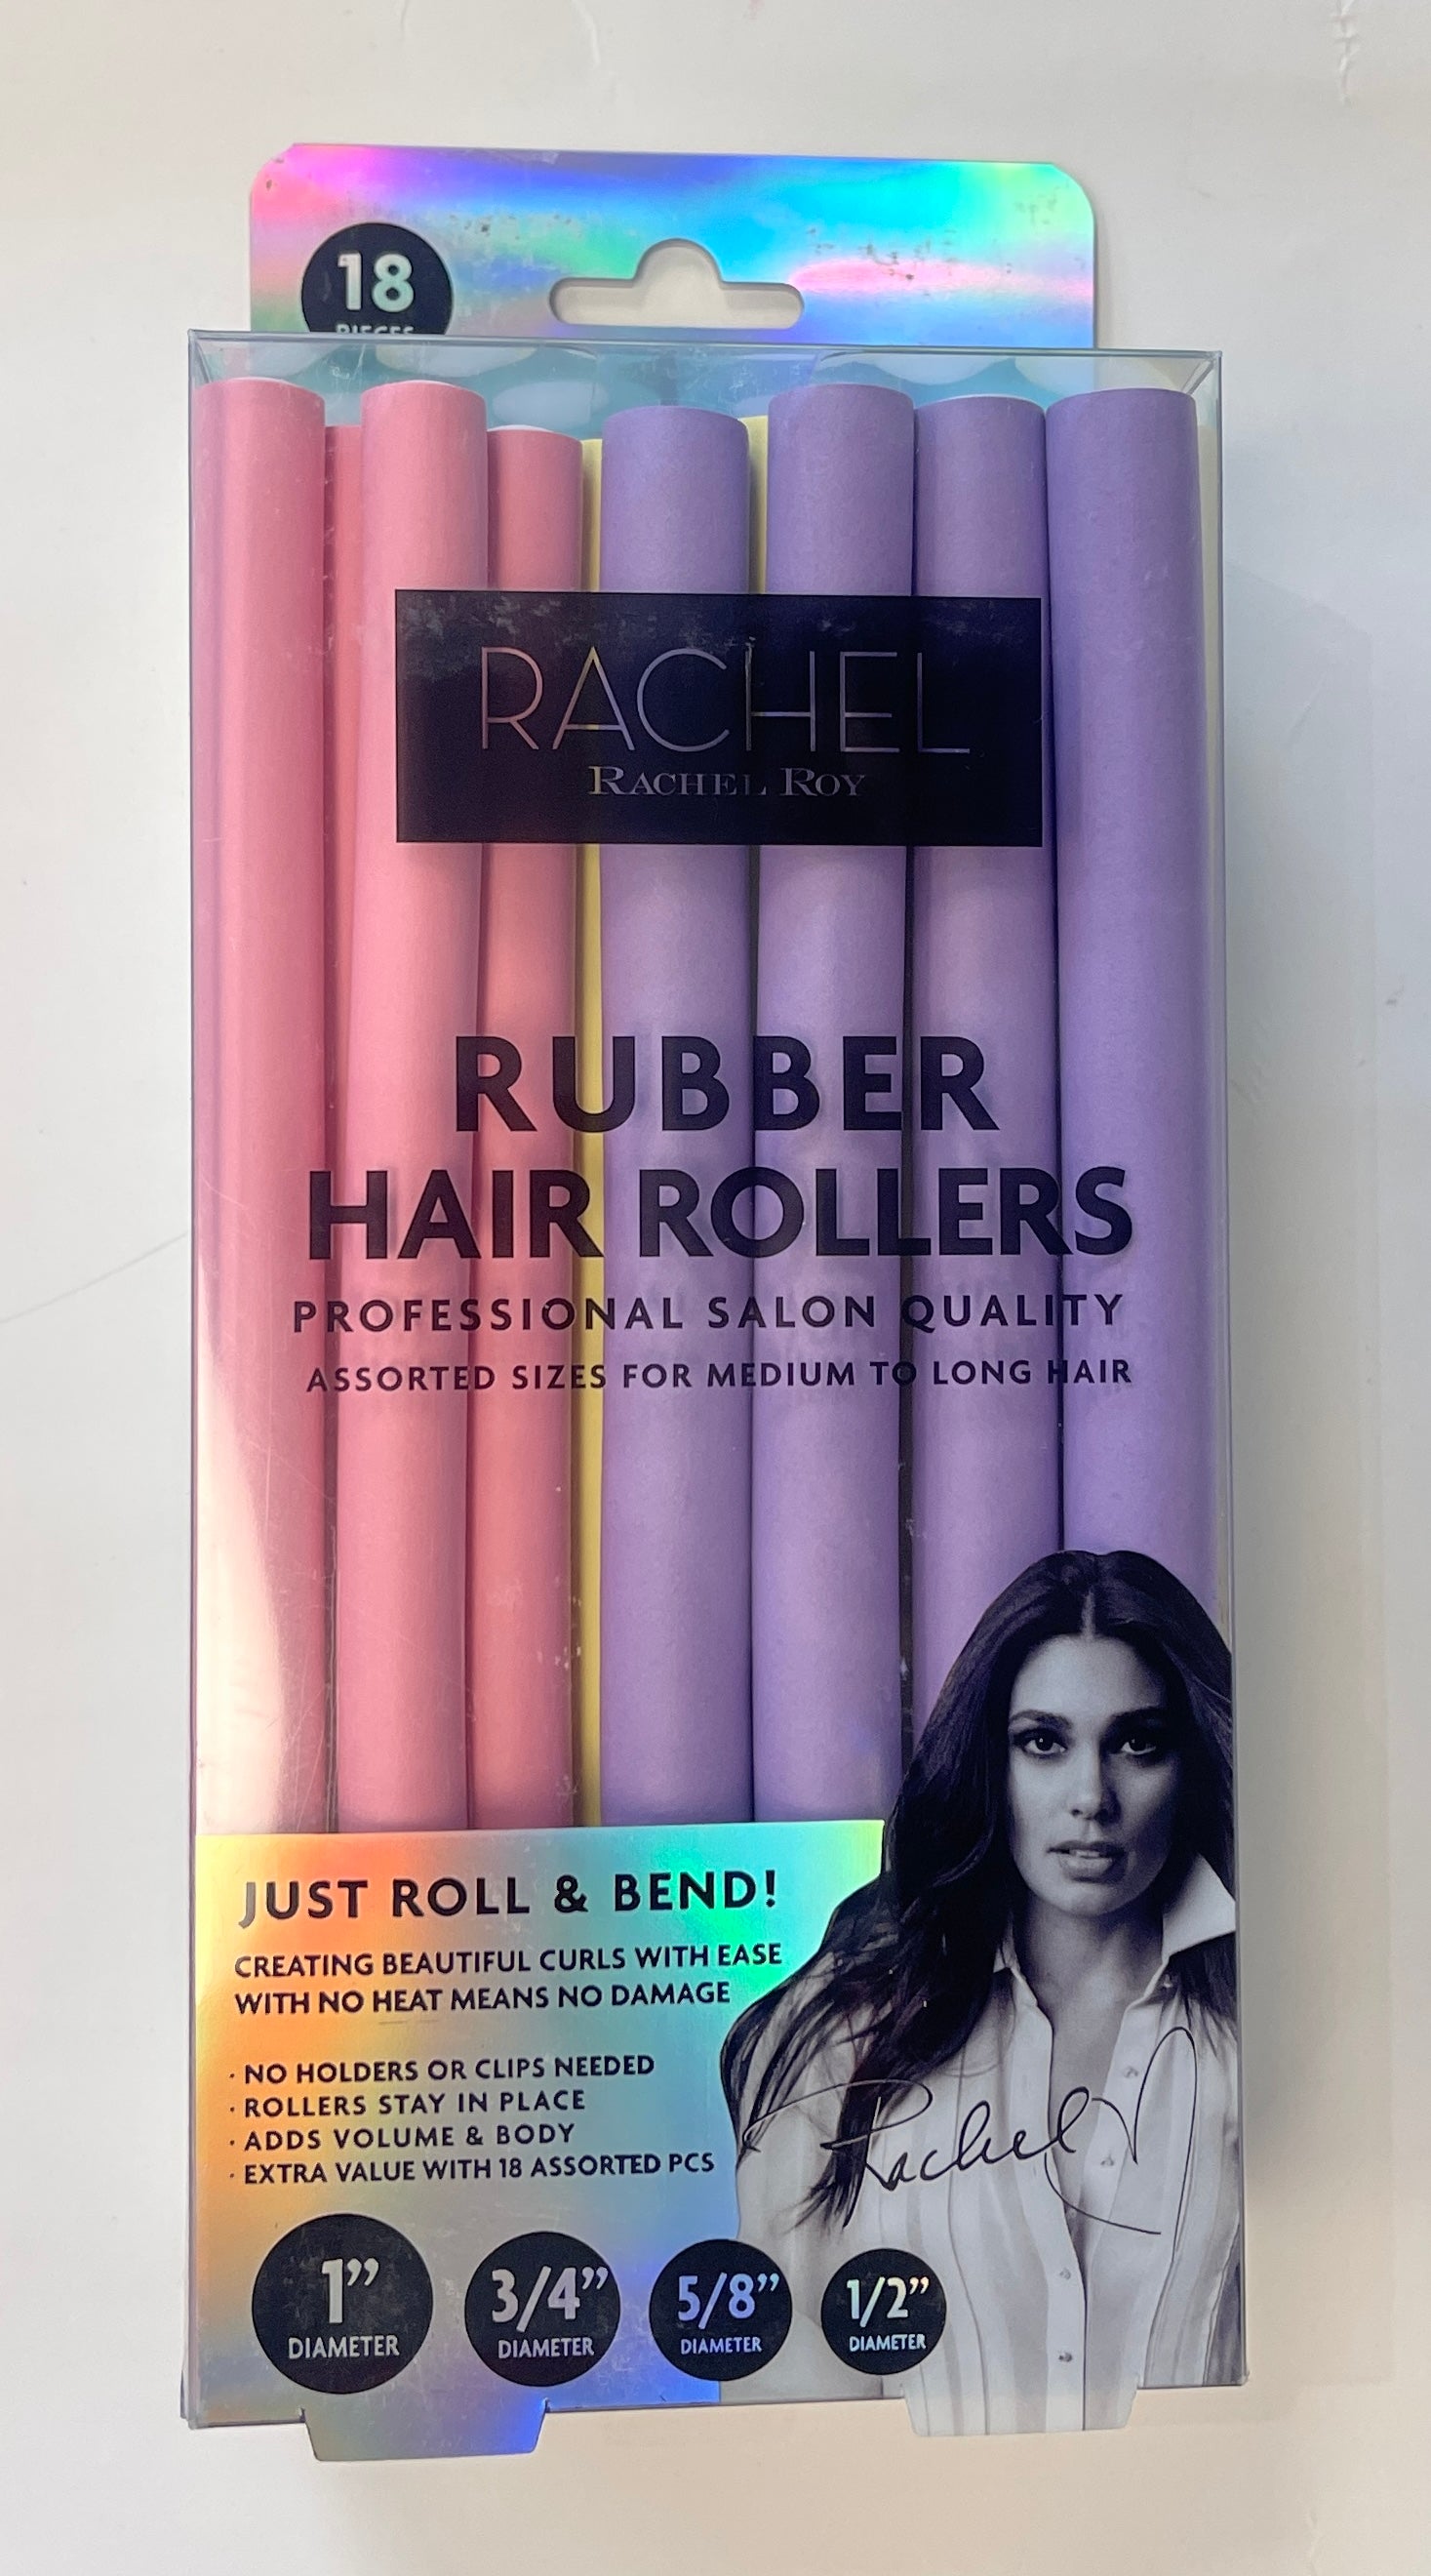 18
PIECES
RACHEL
RACHEL ROY
RUBBER
HAIR ROLLERS
PROFESSIONAL SALON QUALITY
ASSORTED SIZES FOR MEDIUM TO LONG HAIR
JUST ROLL & BEND!
CREATING BEAUTIFUL CURLS WITH EASE
WITH NO HEAT MEANS NO DAMAGE
· NO HOLDERS OR CLIPS NEEDED
· ROLLERS STAY IN PLACE
· ADDS VOLUME & BODY
· EXTRA VALUE WITH 18 ASSORTED PCS
Rachel
1” DIAMETER
3/4” DIAMETER
5/8” DIAMETER
1/2” DIAMETER